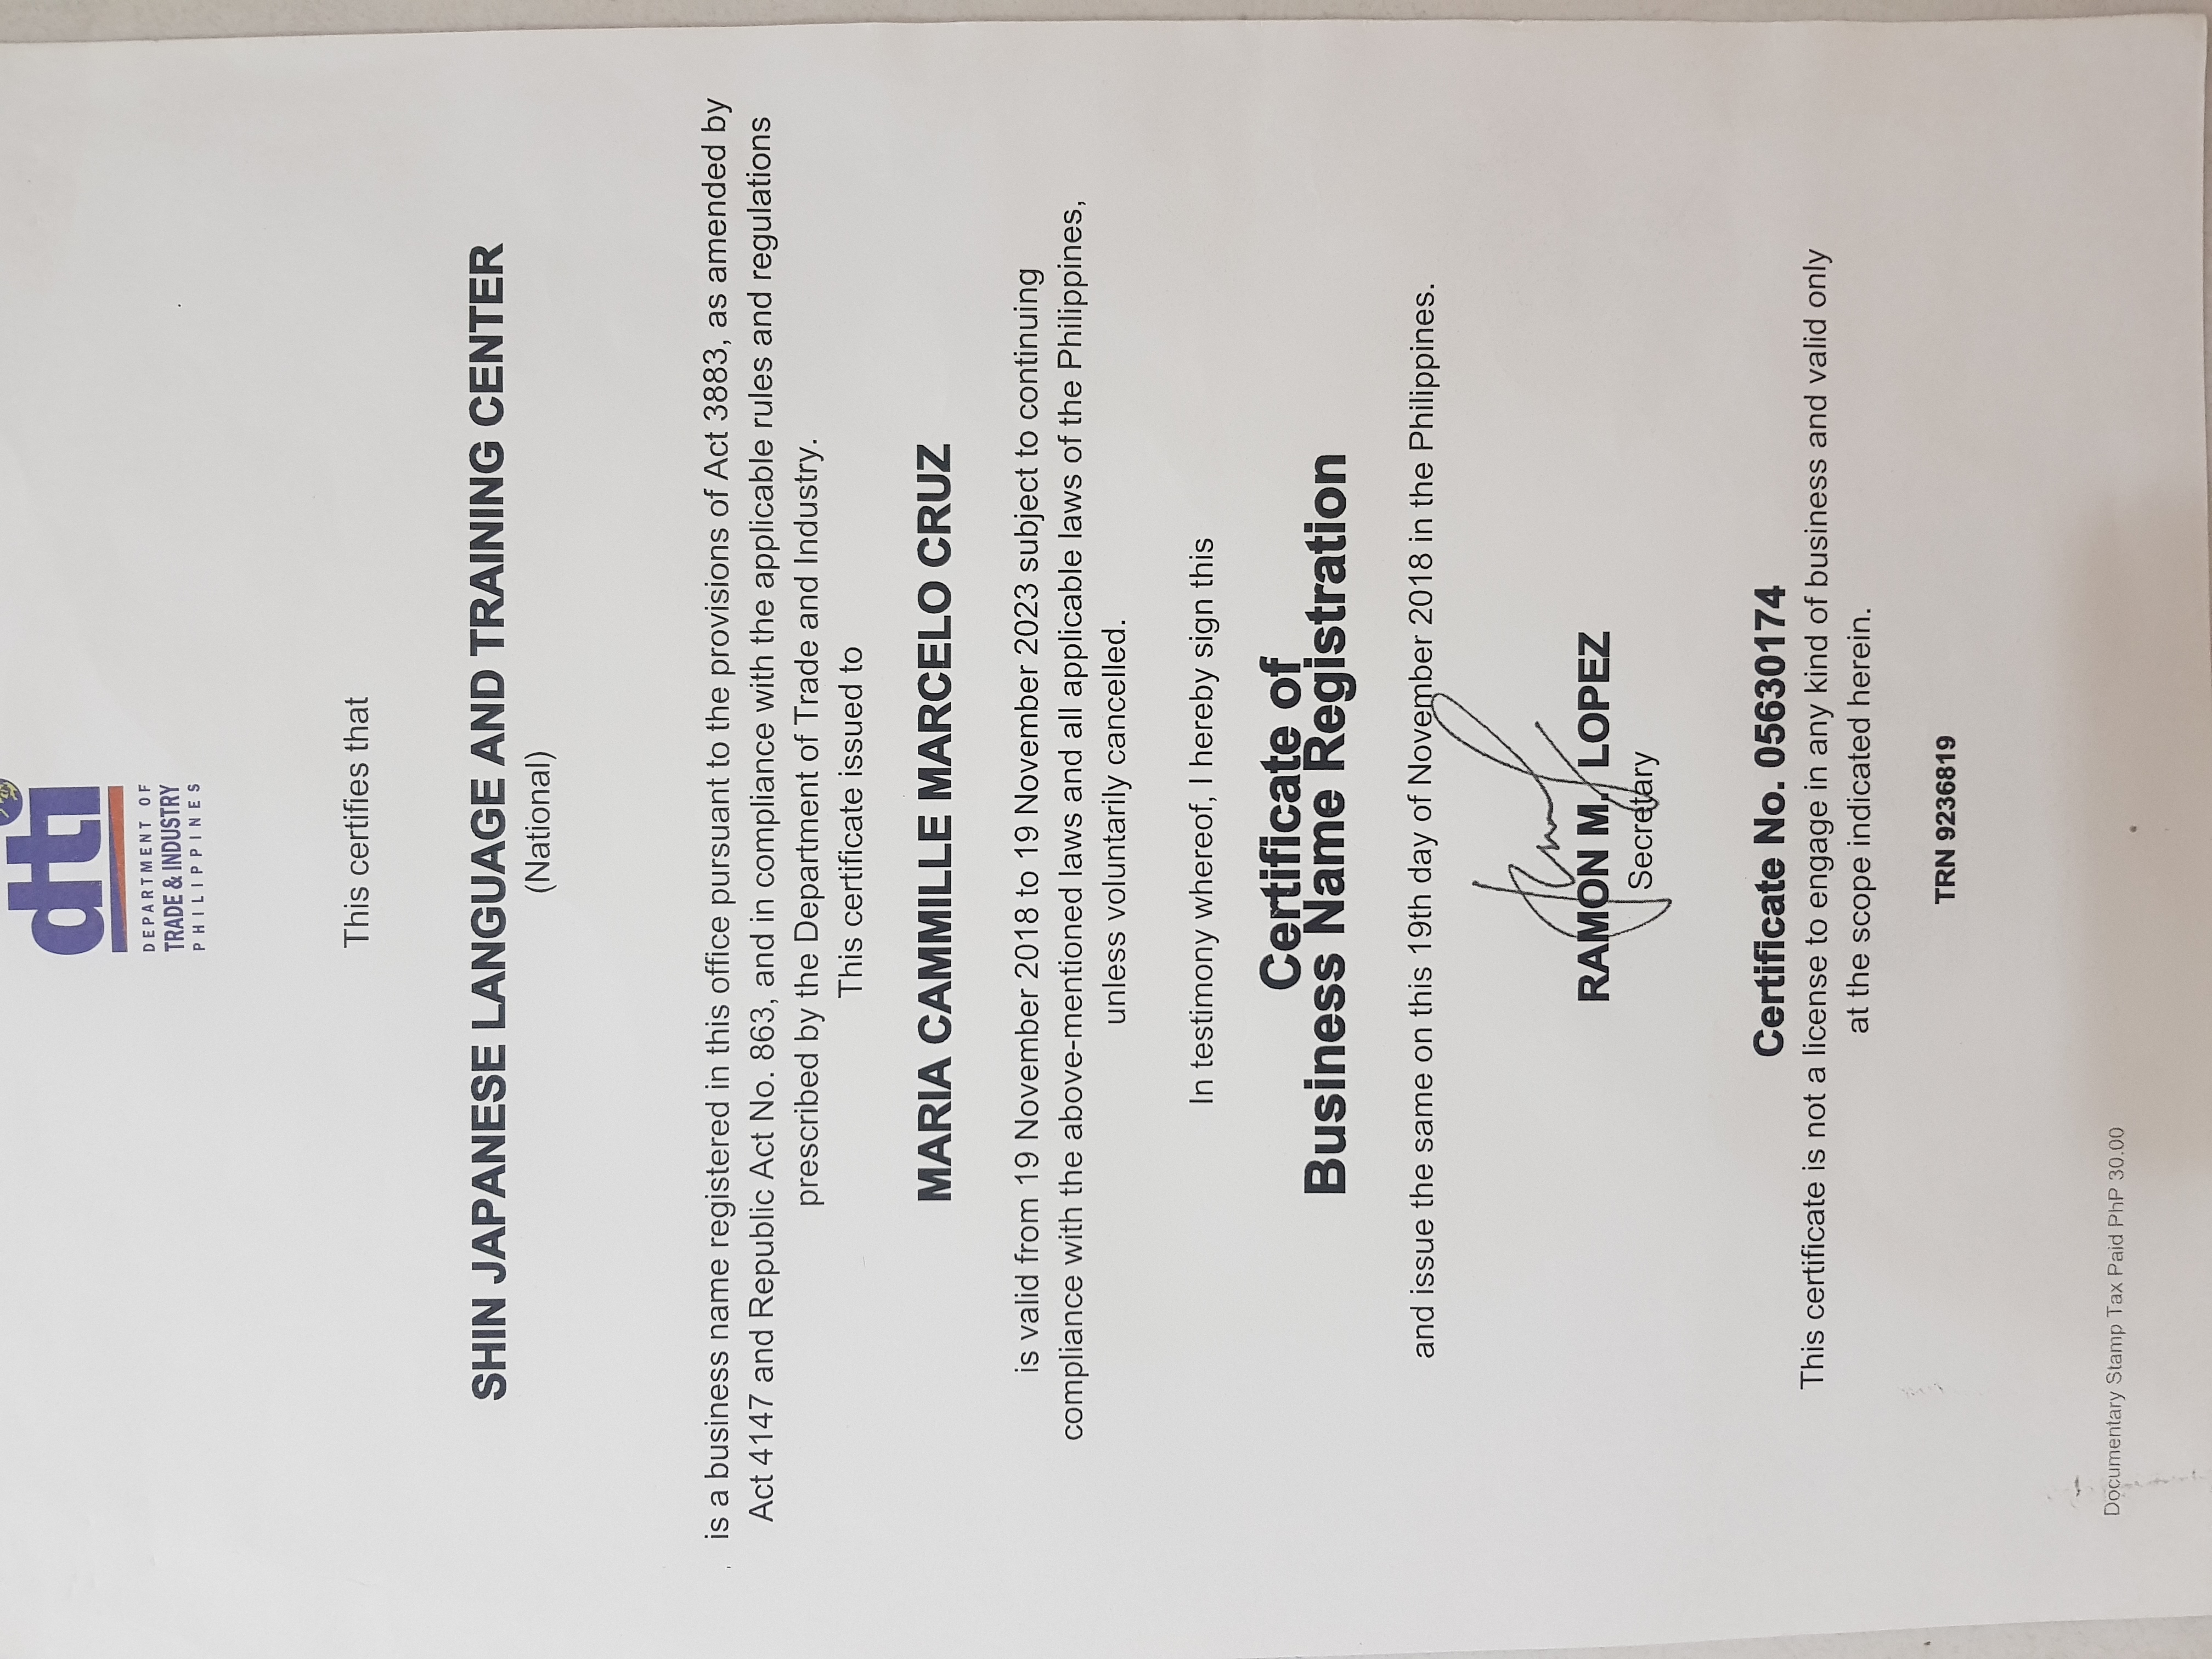 dti
DEPARTMENT OF
TRADE & INDUSTRY
PHILIPPINES
This certifies that
SHIN JAPANESE LANGUAGE AND TRAINING CENTER
(National)
is a business name registered in this office pursuant to the provisions of Act 3883, as amended by
Act 4147 and Republic Act No. 863, and in compliance with the applicable rules and regulations
prescribed by the Department of Trade and Industry.
This certificate issued to
MARIA CAMMILLE MARCELO CRUZ
is valid from 19 November 2018 to 19 November 2023 subject to continuing
compliance with the above-mentioned laws and all applicable laws of the Philippines,
unless voluntarily cancelled.
In testimony whereof, I hereby sign this
Certificate of
Business Name Registration
and issue the same on this 19th day of November 2018 in the Philippines.
RAMON M. LOPEZ
Secretary
Certificate No. 05630174
This certificate is not a license to engage in any kind of business and valid only
at the scope indicated herein.
TRN 9236819
Documentary Stamp Tax Paid PhP 30.00